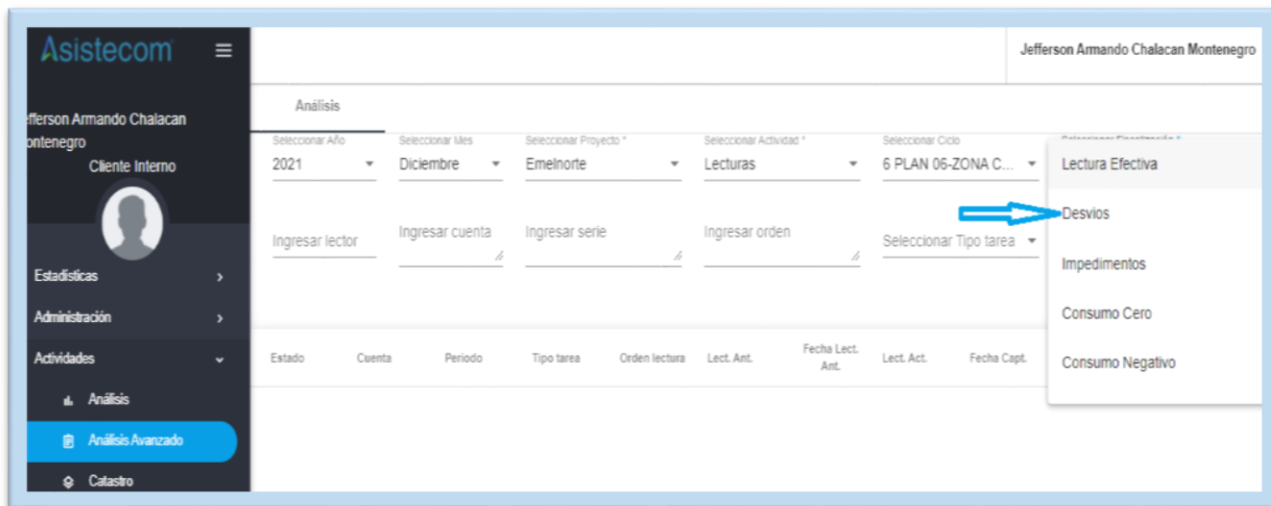 Asistecom
Jefferson Armando Chalacan Montenegro
efferson Armando Chalacan
ontenegro
Cliente Interno
Estadísticas
Administración
Actividades
Análisis
Análisis Avanzado
Catastro
Análisis
Seleccionar Año
2021
Seleccionar Mes
Diciembre
Seleccionar Proyecto *
Emelnorte
Seleccionar Actividad *
Lecturas
Seleccionar Ciclo
6 PLAN 06-ZONA C...
Ingresar lector
Ingresar cuenta
Ingresar serie
Ingresar orden
Seleccionar Tipo tarea
Lectura Efectiva
Desvios
Impedimentos
Consumo Cero
Consumo Negativo
Estado Cuenta Periodo Tipo tarea Orden lectura Lect. Ant. Fecha Lect. Ant. Lect. Act. Fecha Capt.